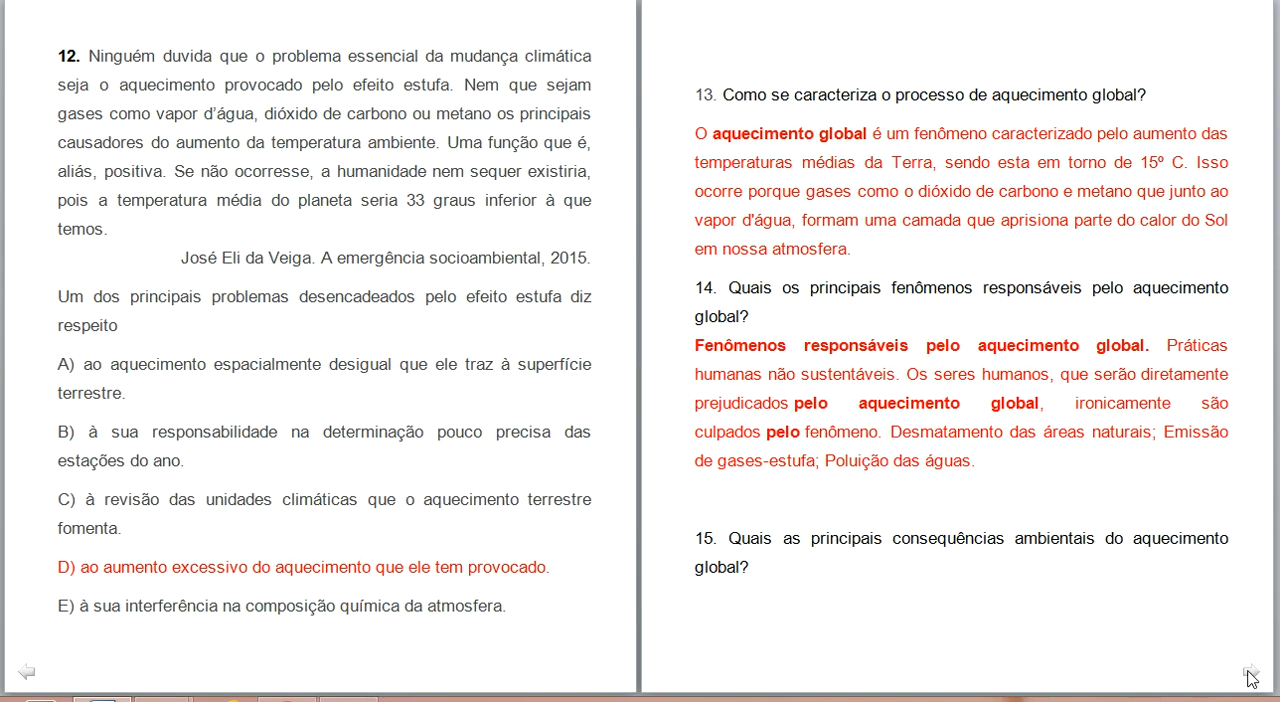 12. Ninguém duvida que o problema essencial da mudança climática
seja o aquecimento provocado pelo efeito estufa. Nem que sejam
gases como vapor d’água, dióxido de carbono ou metano os principais
causadores do aumento da temperatura ambiente. Uma função que é,
aliás, positiva. Se não ocorresse, a humanidade nem sequer existiria,
pois a temperatura média do planeta seria 33 graus inferior à que
temos.
José Eli da Veiga. A emergência socioambiental, 2015.
Um dos principais problemas desencadeados pelo efeito estufa diz
respeito
A) ao aquecimento espacialmente desigual que ele traz à superfície
terrestre.
B) à sua responsabilidade na determinação pouco precisa das
estações do ano.
C) à revisão das unidades climáticas que o aquecimento terrestre
fomenta.
D) ao aumento excessivo do aquecimento que ele tem provocado.
E) à sua interferência na composição química da atmosfera.
13. Como se caracteriza o processo de aquecimento global?
O aquecimento global é um fenômeno caracterizado pelo aumento das
temperaturas médias da Terra, sendo esta em torno de 15º C. Isso
ocorre porque gases como o dióxido de carbono e metano que junto ao
vapor d'água, formam uma camada que aprisiona parte do calor do Sol
em nossa atmosfera.
14. Quais os principais fenômenos responsáveis pelo aquecimento
global?
Fenômenos responsáveis pelo aquecimento global. Práticas
humanas não sustentáveis. Os seres humanos, que serão diretamente
prejudicados pelo aquecimento global, ironicamente são
culpados pelo fenômeno. Desmatamento das áreas naturais; Emissão
de gases-estufa; Poluição das águas.
15. Quais as principais consequências ambientais do aquecimento
global?